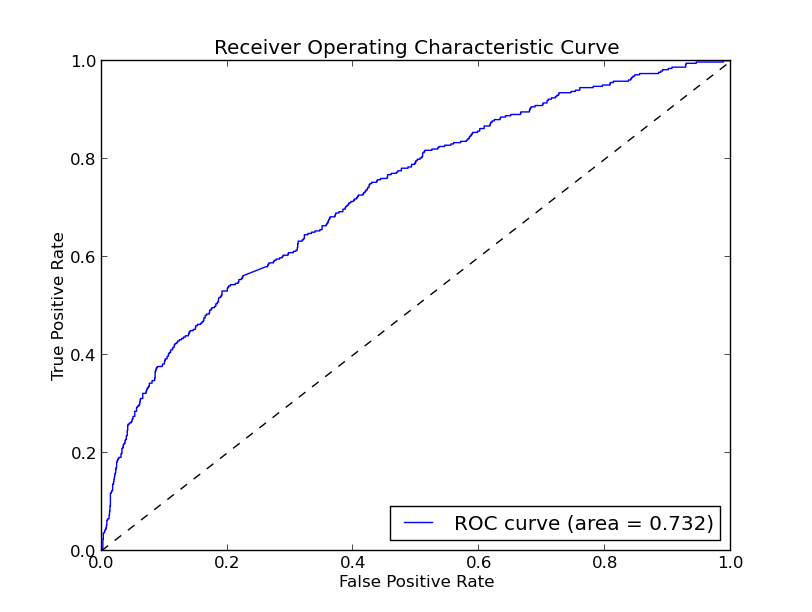 Receiver Operating Characteristic Curve
1.0
0.8
0.6
0.4
0.2
0.0
True Positive Rate
ROC curve (area = 0.732)
0.0 0.2 0.4 0.6 0.8 1.0
False Positive Rate